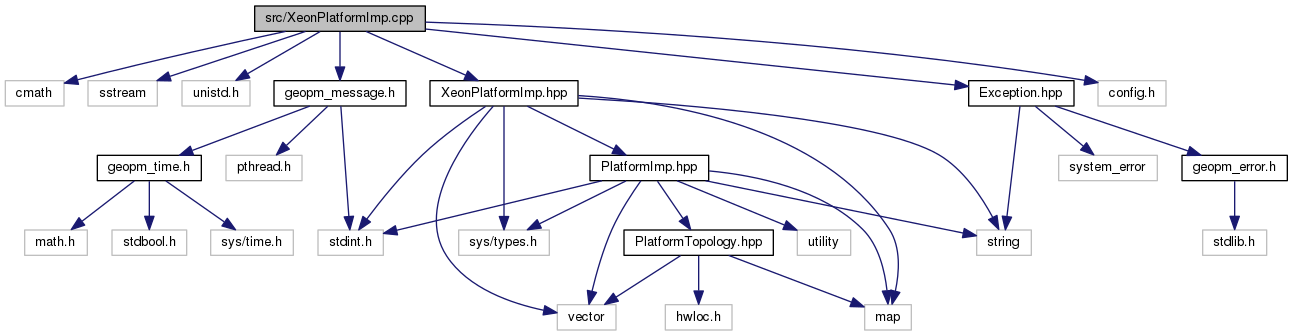 src/XeonPlatformImp.cpp
cmath
sstream
unistd.h
geopm_message.h
XeonPlatformImp.hpp
Exception.hpp
config.h
geopm_time.h
pthread.h
PlatformImp.hpp
system_error
geopm_error.h
math.h
stdbool.h
sys/time.h
stdint.h
sys/types.h
PlatformTopology.hpp
utility
string
stdlib.h
vector
hwloc.h
map